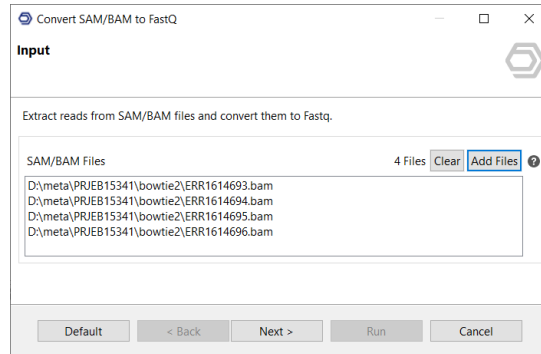 Convert SAM/BAM to FastQ
Input
Extract reads from SAM/BAM files and convert them to Fastq.
SAM/BAM Files 4 Files Clear Add Files ?
D:\meta\PRJEB15341\bowtie2\ERR1614693.bam
D:\meta\PRJEB15341\bowtie2\ERR1614694.bam
D:\meta\PRJEB15341\bowtie2\ERR1614695.bam
D:\meta\PRJEB15341\bowtie2\ERR1614696.bam
Default < Back Next > Run Cancel